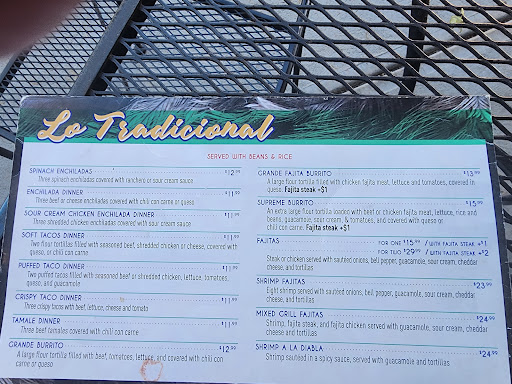 Lo Tradicional
SERVED WITH BEANS & RICE
SPINACH ENCHILADAS $12.99
Three spinach enchiladas covered with ranchero or sour cream sauce
ENCHILADA DINNER $11.99
Three beef or cheese enchiladas covered with chili con carne or queso
SOUR CREAM CHICKEN ENCHILADA DINNER $11.99
Three shredded chicken enchiladas covered with sour cream sauce
SOFT TACOS DINNER $11.99
Two flour tortillas filled with seasoned beef, shredded chicken or cheese, covered with
queso, or chili con carne
PUFFED TACO DINNER $11.99
Two puffed tacos filled with seasoned beef or shredded chicken, lettuce, tomatoes,
queso, and guacamole
CRISPY TACO DINNER $11.99
Three crispy tacos with beef, lettuce, cheese and tomato
TAMALE DINNER $11.99
Three beef tamales covered with chili con carne
GRANDE BURRITO $12.99
A large flour tortilla filled with beef, tomatoes, lettuce, and covered with chili con
carne or queso
GRANDE FAJITA BURRITO $13.99
A large flour tortilla filled with chicken fajita meat, lettuce and tomatoes, covered in
queso. Fajita steak +$1
SUPREME BURRITO $15.99
An extra large flour tortilla loaded with beef or chicken fajita meat, lettuce, rice and
beans, guacamole, sour cream, & tomatoes, and covered with queso or
chili con carne. Fajita steak +$1
FAJITAS FOR ONE $15.99 / WITH FAJITA STEAK +$1
FOR TWO $29.99 / WITH FAJITA STEAK +$2
Steak or chicken served with sauteed onions, bell pepper, guacamole, sour cream, cheddar
cheese, and tortillas
SHRIMP FAJITAS $23.99
Eight shrimp served with sauteed onions, bell pepper, guacamole, sour cream, cheddar
cheese, and tortillas
MIXED GRILL FAJITAS $24.99
Shrimp, fajita steak, and fajita chicken served with guacamole, sour cream, cheddar
cheese and tortillas
SHRIMP A LA DIABLA $24.99
Shrimp sauteed in a spicy sauce, served with guacamole and tortillas